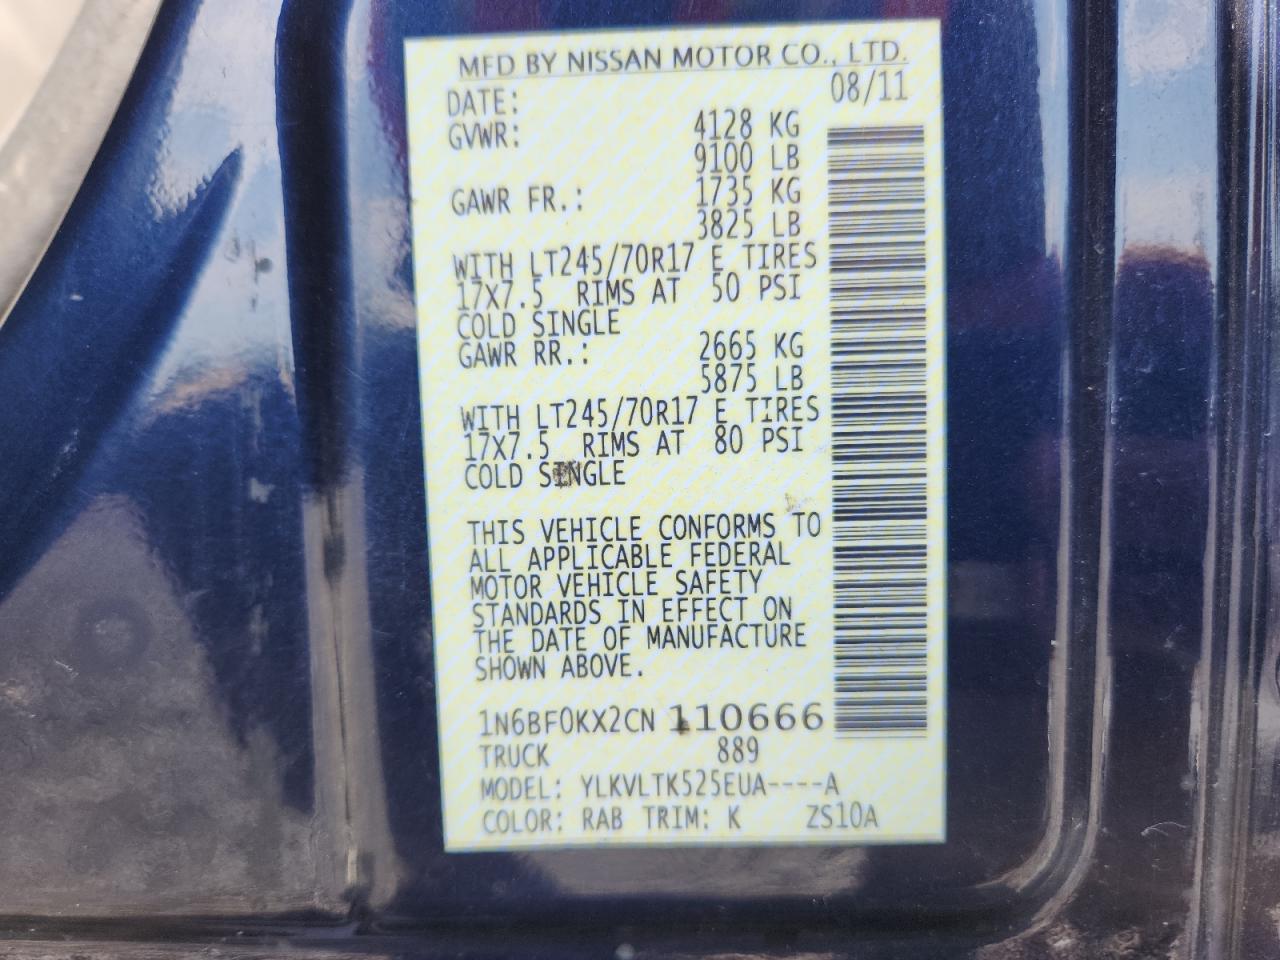 MFD BY NISSAN MOTOR CO., LTD.
DATE: 08/11
GVWR: 4128 KG
9100 LB
GAWR FR.: 1735 KG
3825 LB
WITH LT245/70R17 E TIRES
17X7.5 RIMS AT 50 PSI
COLD SINGLE
GAWR RR.: 2665 KG
5875 LB
WITH LT245/70R17 E TIRES
17X7.5 RIMS AT 80 PSI
COLD SINGLE
THIS VEHICLE CONFORMS TO
ALL APPLICABLE FEDERAL
MOTOR VEHICLE SAFETY
STANDARDS IN EFFECT ON
THE DATE OF MANUFACTURE
SHOWN ABOVE.
1N6BF0KX2CN 110666
TRUCK 889
MODEL: YLKVLTK525EUA----A
COLOR: RAB TRIM: K ZS10A